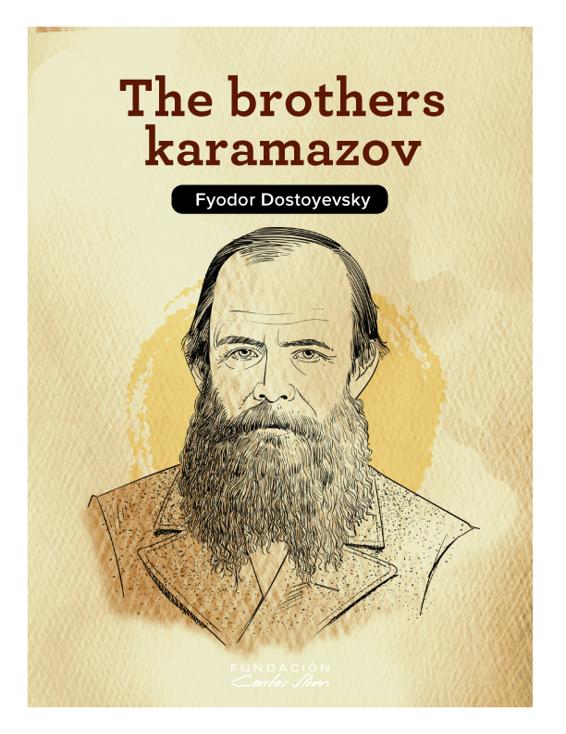 The brothers
karamazov
Fyodor Dostoyevsky
FUNDACIÓN
Carlos Slim